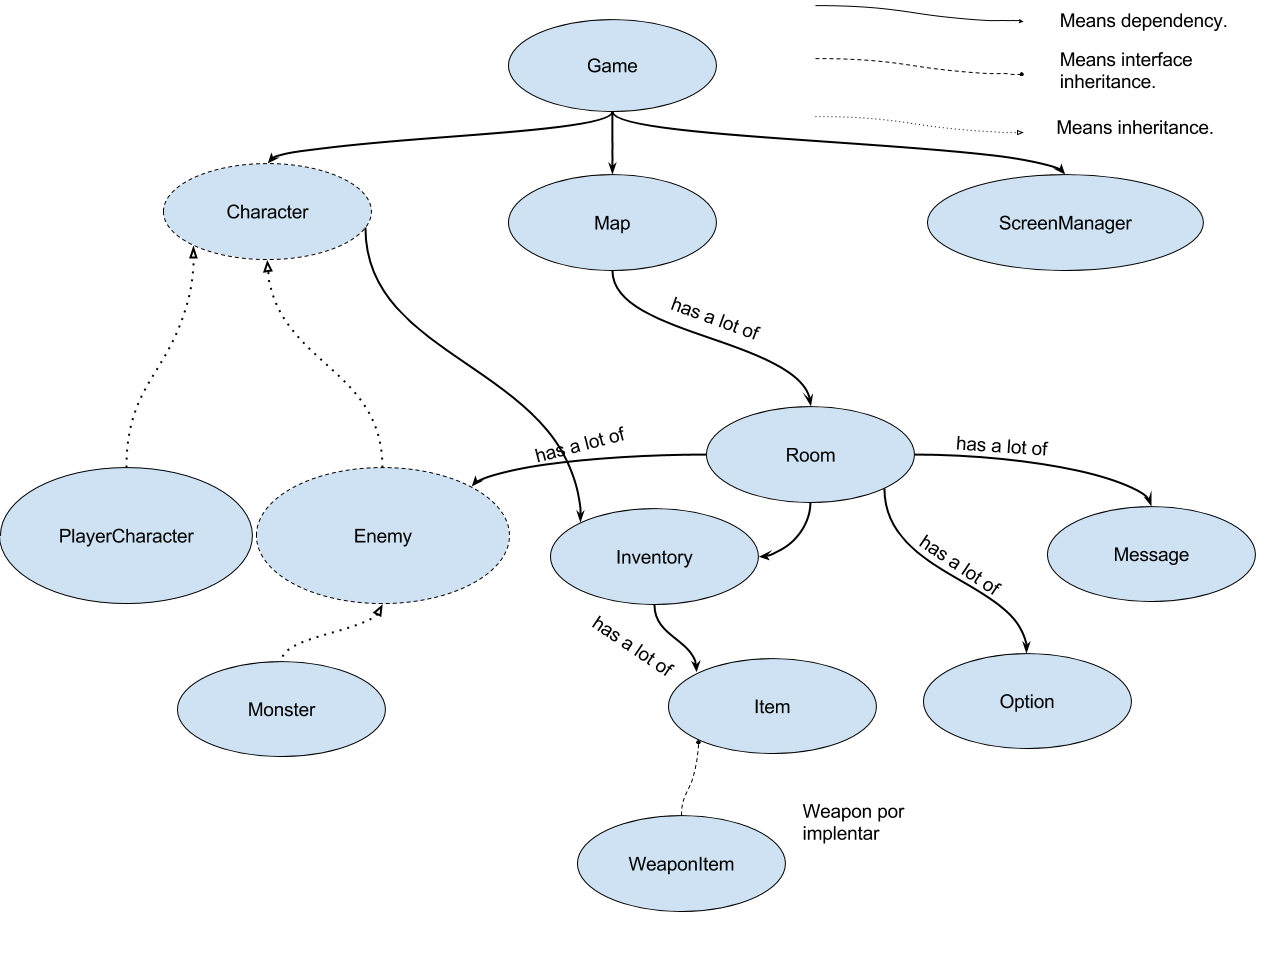 Means dependency.
Game
Means interface
inheritance.
Means inheritance.
Character
Map
ScreenManager
has a lot of
has a lot of
Room
has a lot of
PlayerCharacter
Enemy
Inventory
has a lot of
Message
has a lot of
Monster
Item
Option
Weapon por
implentar
WeaponItem